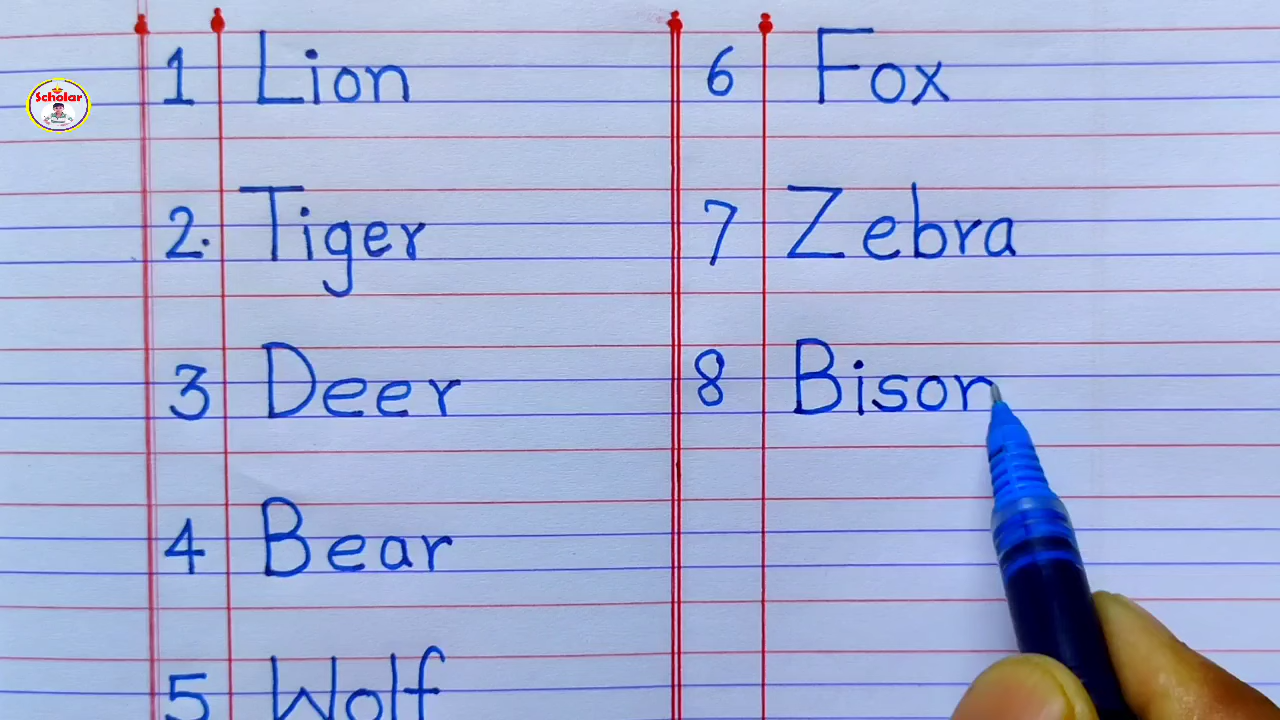 Scholar
1 Lion
2. Tiger
3 Deer
4 Bear
5 Wolf
6 Fox
7 Zebra
8 Bison